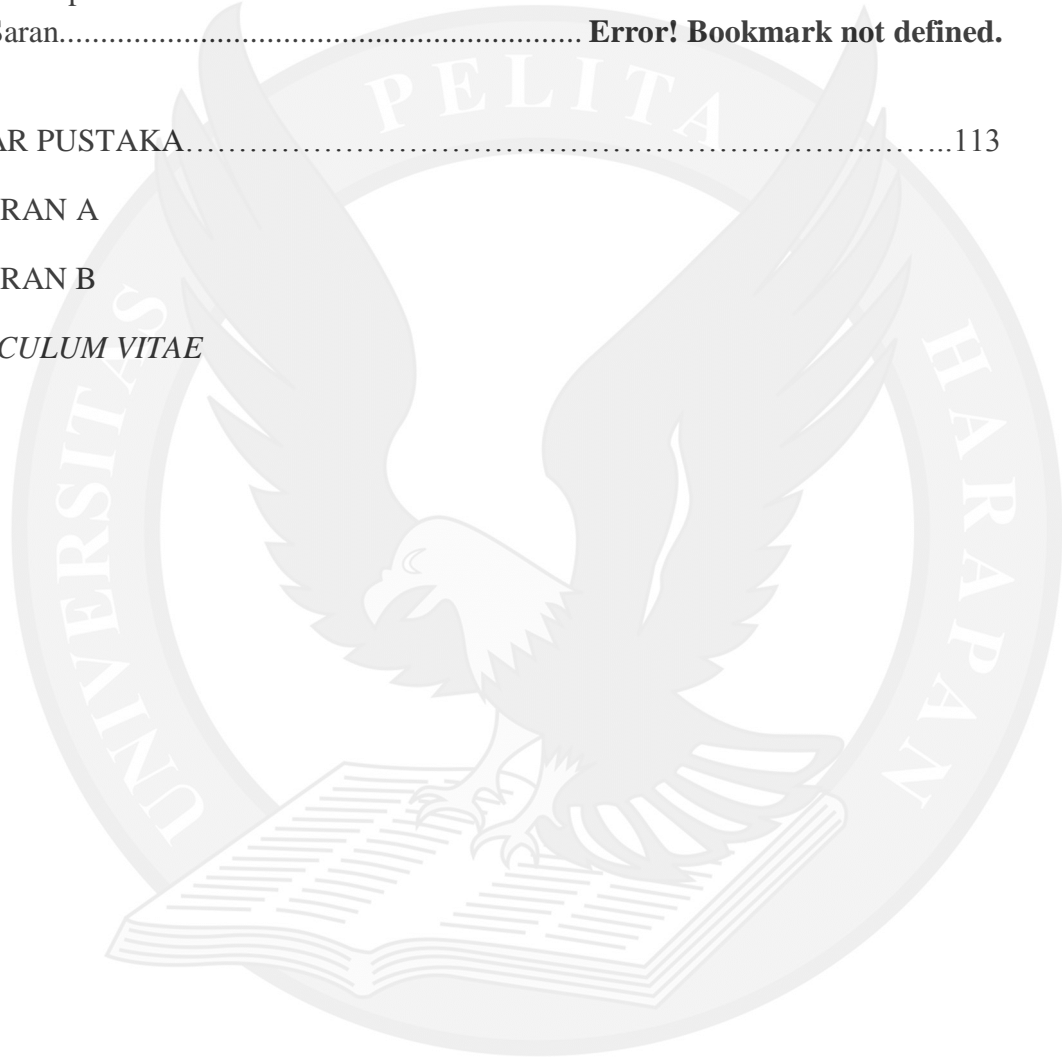 Saran............................................................... Error! Bookmark not defined.
AR PUSTAKA……………………………………………………………..……..113
RAN A
RAN B
CULUM VITAE
UNIVERSITAS PELITA HARAPAN